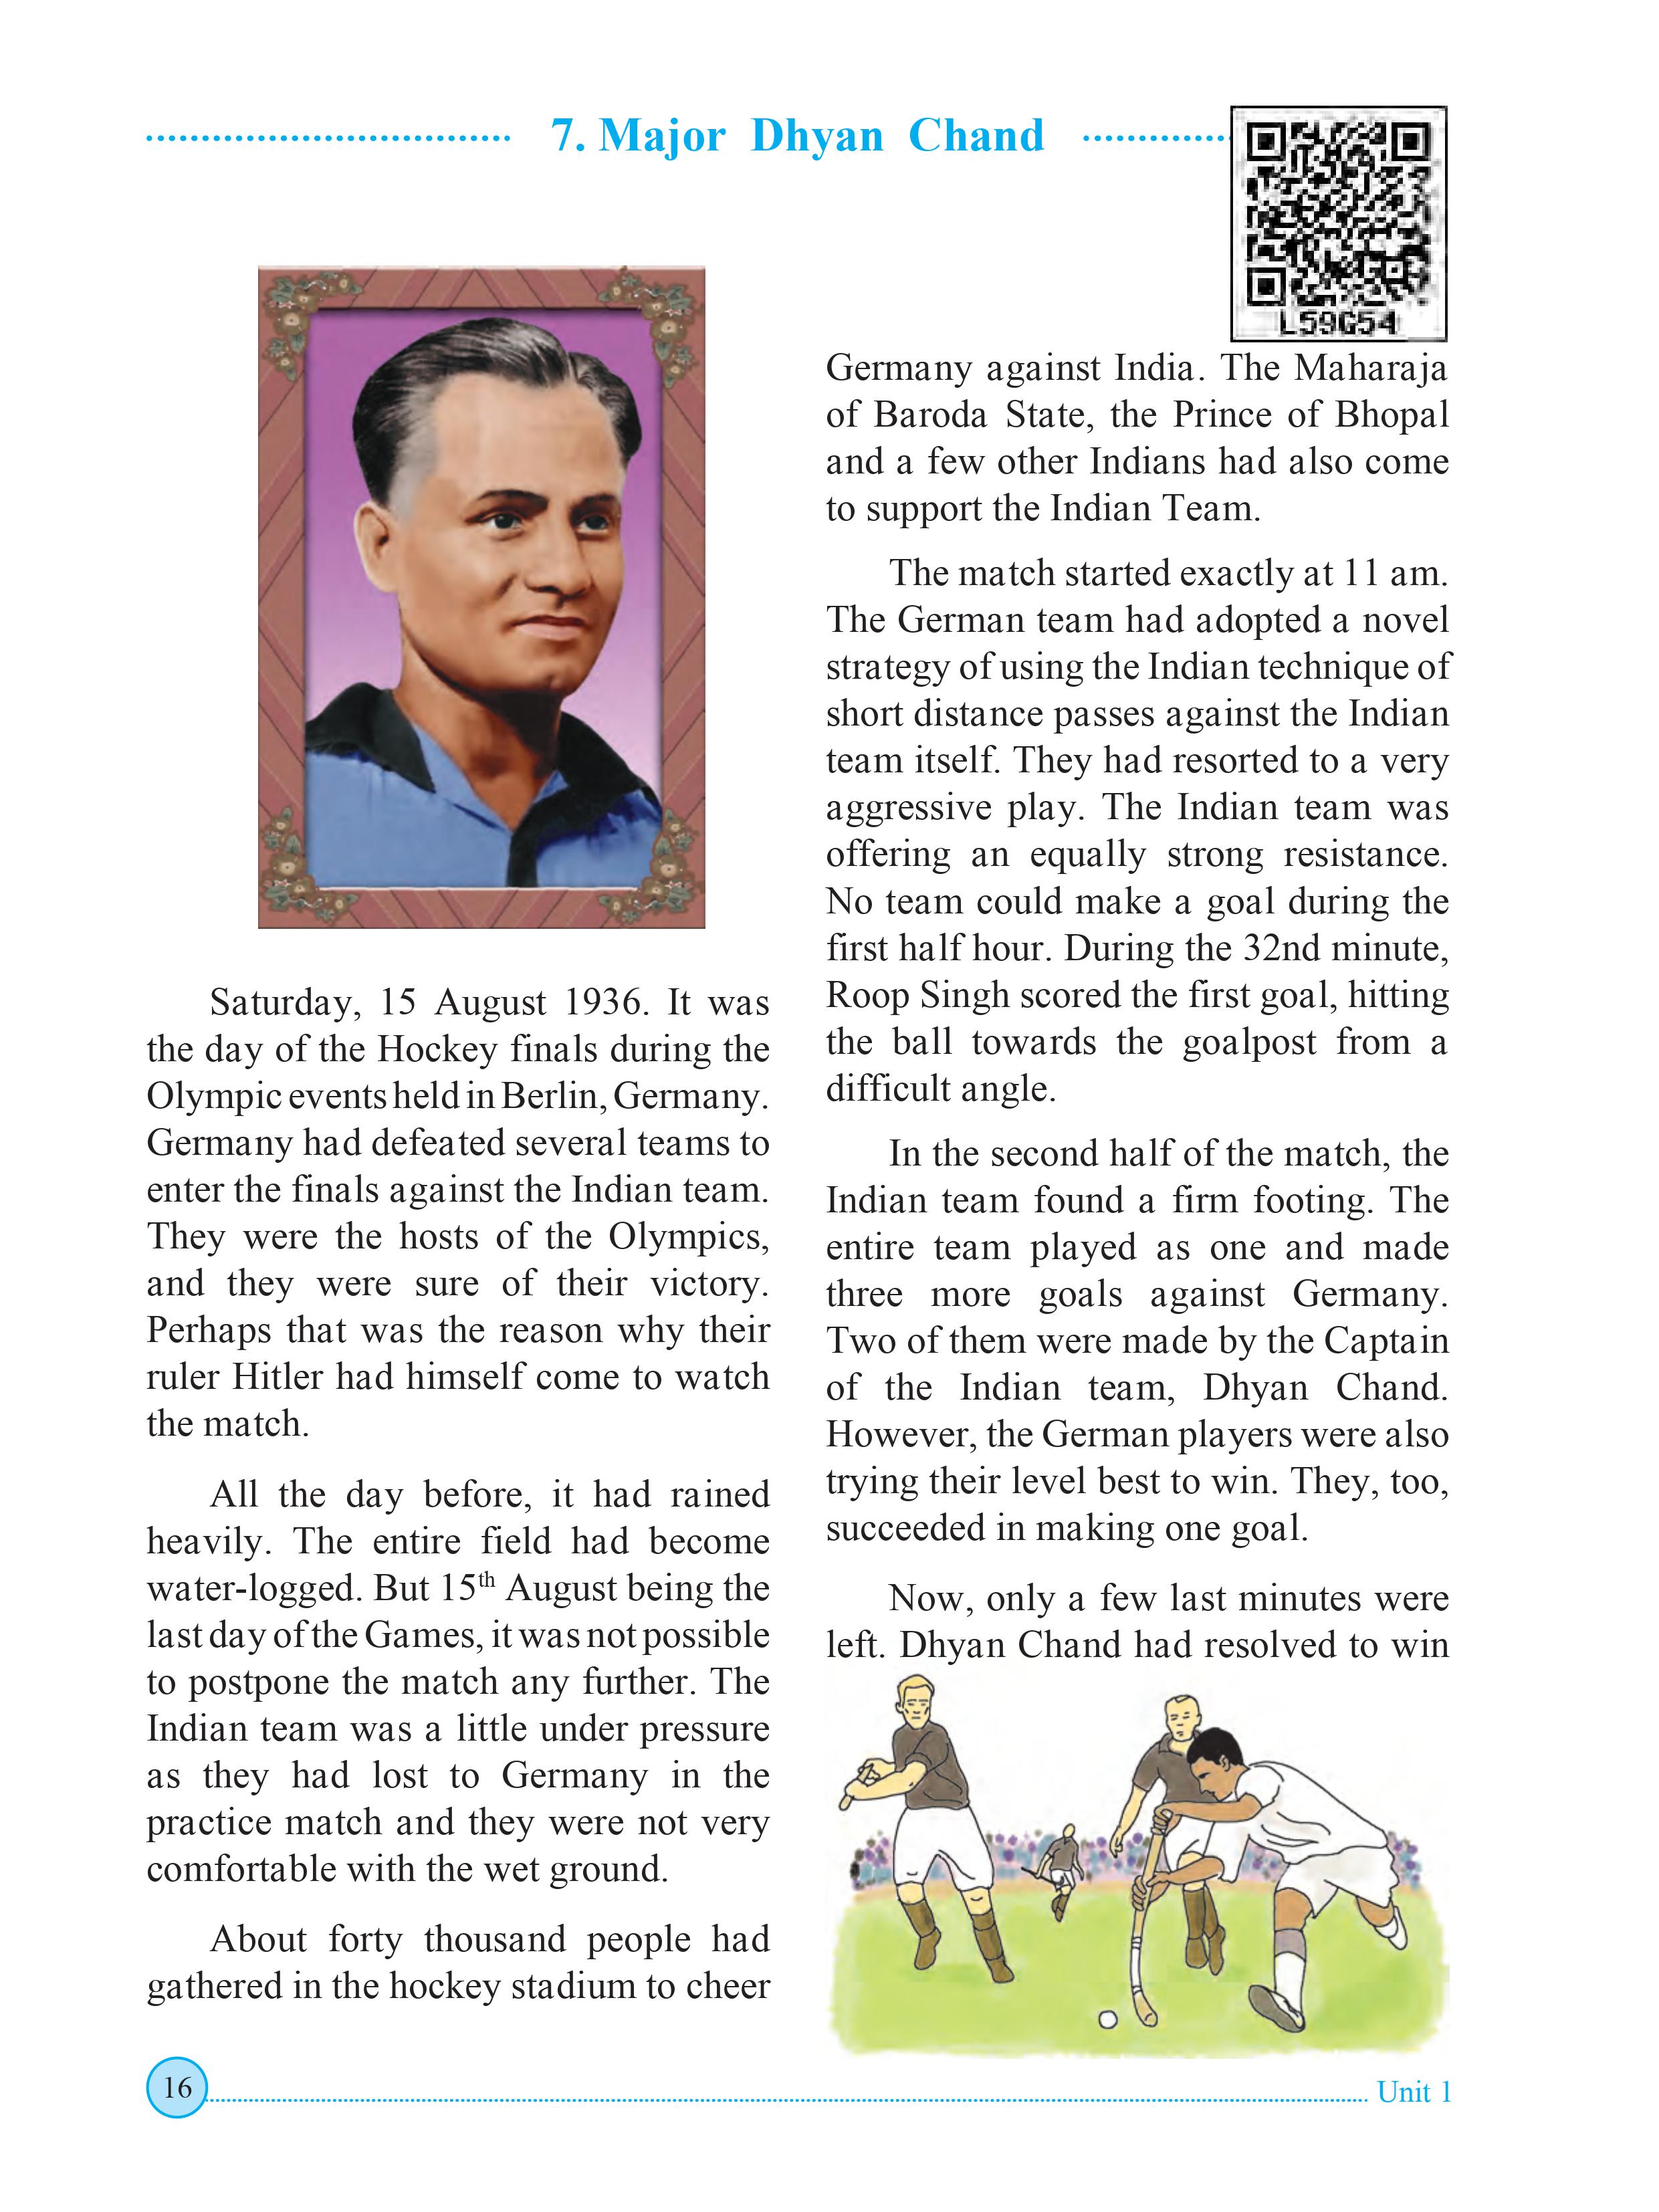 7. Major Dhyan Chand
L59G54
Saturday, 15 August 1936. It was
the day of the Hockey finals during the
Olympic events held in Berlin, Germany.
Germany had defeated several teams to
enter the finals against the Indian team.
They were the hosts of the Olympics,
and they were sure of their victory.
Perhaps that was the reason why their
ruler Hitler had himself come to watch
the match.
All the day before, it had rained
heavily. The entire field had become
water-logged. But 15th August being the
last day of the Games, it was not possible
to postpone the match any further. The
Indian team was a little under pressure
as they had lost to Germany in the
practice match and they were not very
comfortable with the wet ground.
About forty thousand people had
gathered in the hockey stadium to cheer
Germany against India. The Maharaja
of Baroda State, the Prince of Bhopal
and a few other Indians had also come
to support the Indian Team.
The match started exactly at 11 am.
The German team had adopted a novel
strategy of using the Indian technique of
short distance passes against the Indian
team itself. They had resorted to a very
aggressive play. The Indian team was
offering an equally strong resistance.
No team could make a goal during the
first half hour. During the 32nd minute,
Roop Singh scored the first goal, hitting
the ball towards the goalpost from a
difficult angle.
In the second half of the match, the
Indian team found a firm footing. The
entire team played as one and made
three more goals against Germany.
Two of them were made by the Captain
of the Indian team, Dhyan Chand.
However, the German players were also
trying their level best to win. They, too,
succeeded in making one goal.
Now, only a few last minutes were
left. Dhyan Chand had resolved to win
16
Unit 1